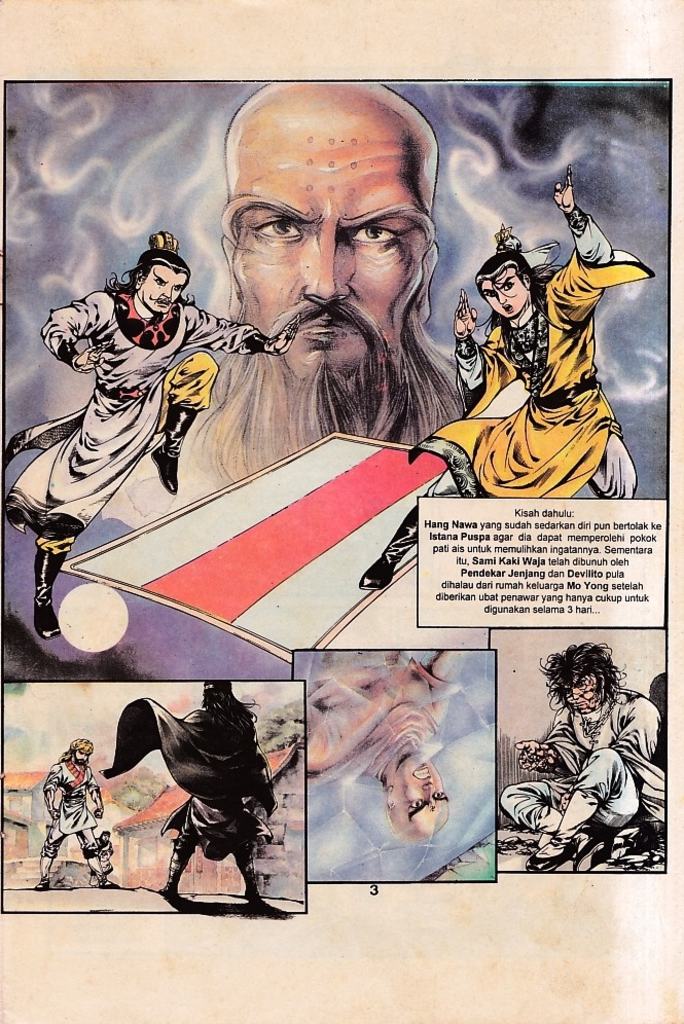 Kisah dahulu:
Hang Nawa yang sudah sedarkan diri pun bertolak ke
Istana Puspa agar dia dapat memperolehi pokok
pati ais untuk memulihkan ingatannya. Sementara
itu, Sami Kaki Waja telah dibunuh oleh
Pendekar Jenjang dan Devilito pula
dihalau dari rumah keluarga Mo Yong setelah
diberikan ubat penawar yang hanya cukup untuk
digunakan selama 3 hari...
3